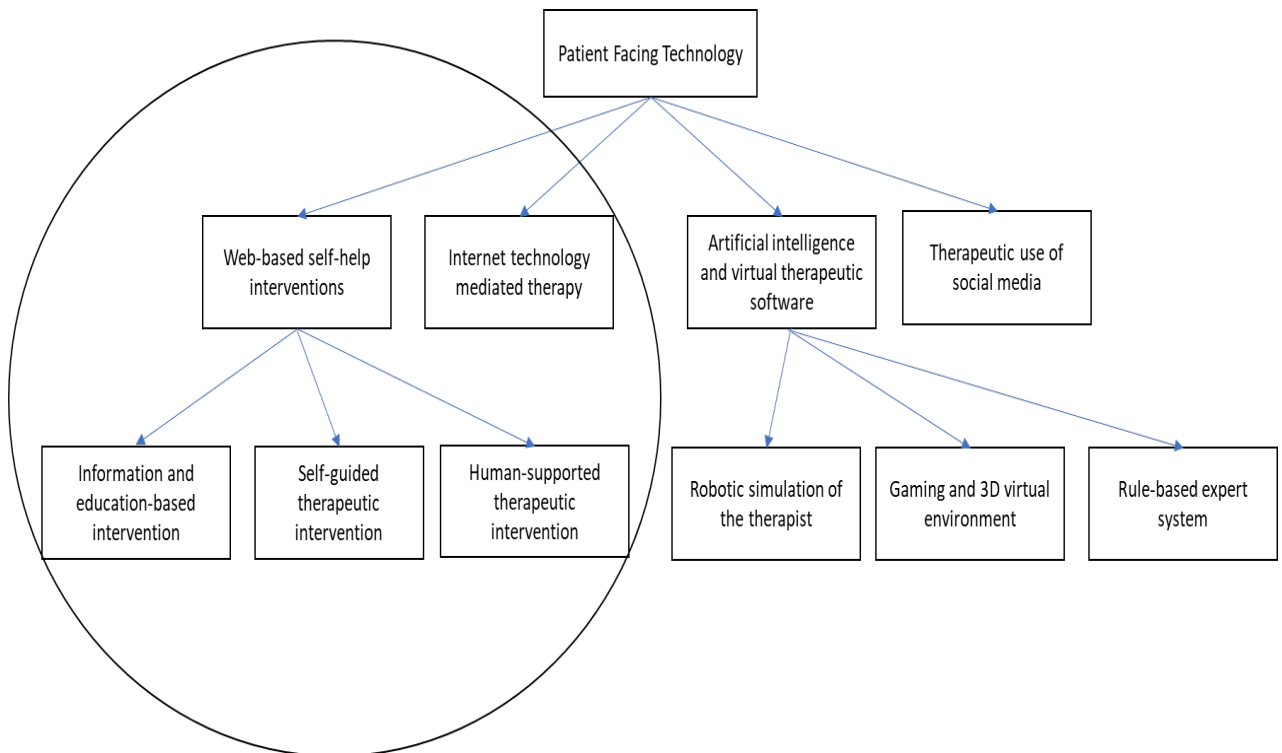 Patient Facing Technology
Web-based self-help
interventions
Internet technology
mediated therapy
Artificial intelligence
and virtual therapeutic
software
Therapeutic use of
social media
Information and
education-based
intervention
Self-guided
therapeutic
intervention
Human-supported
therapeutic
intervention
Robotic simulation of
the therapist
Gaming and 3D virtual
environment
Rule-based expert
system